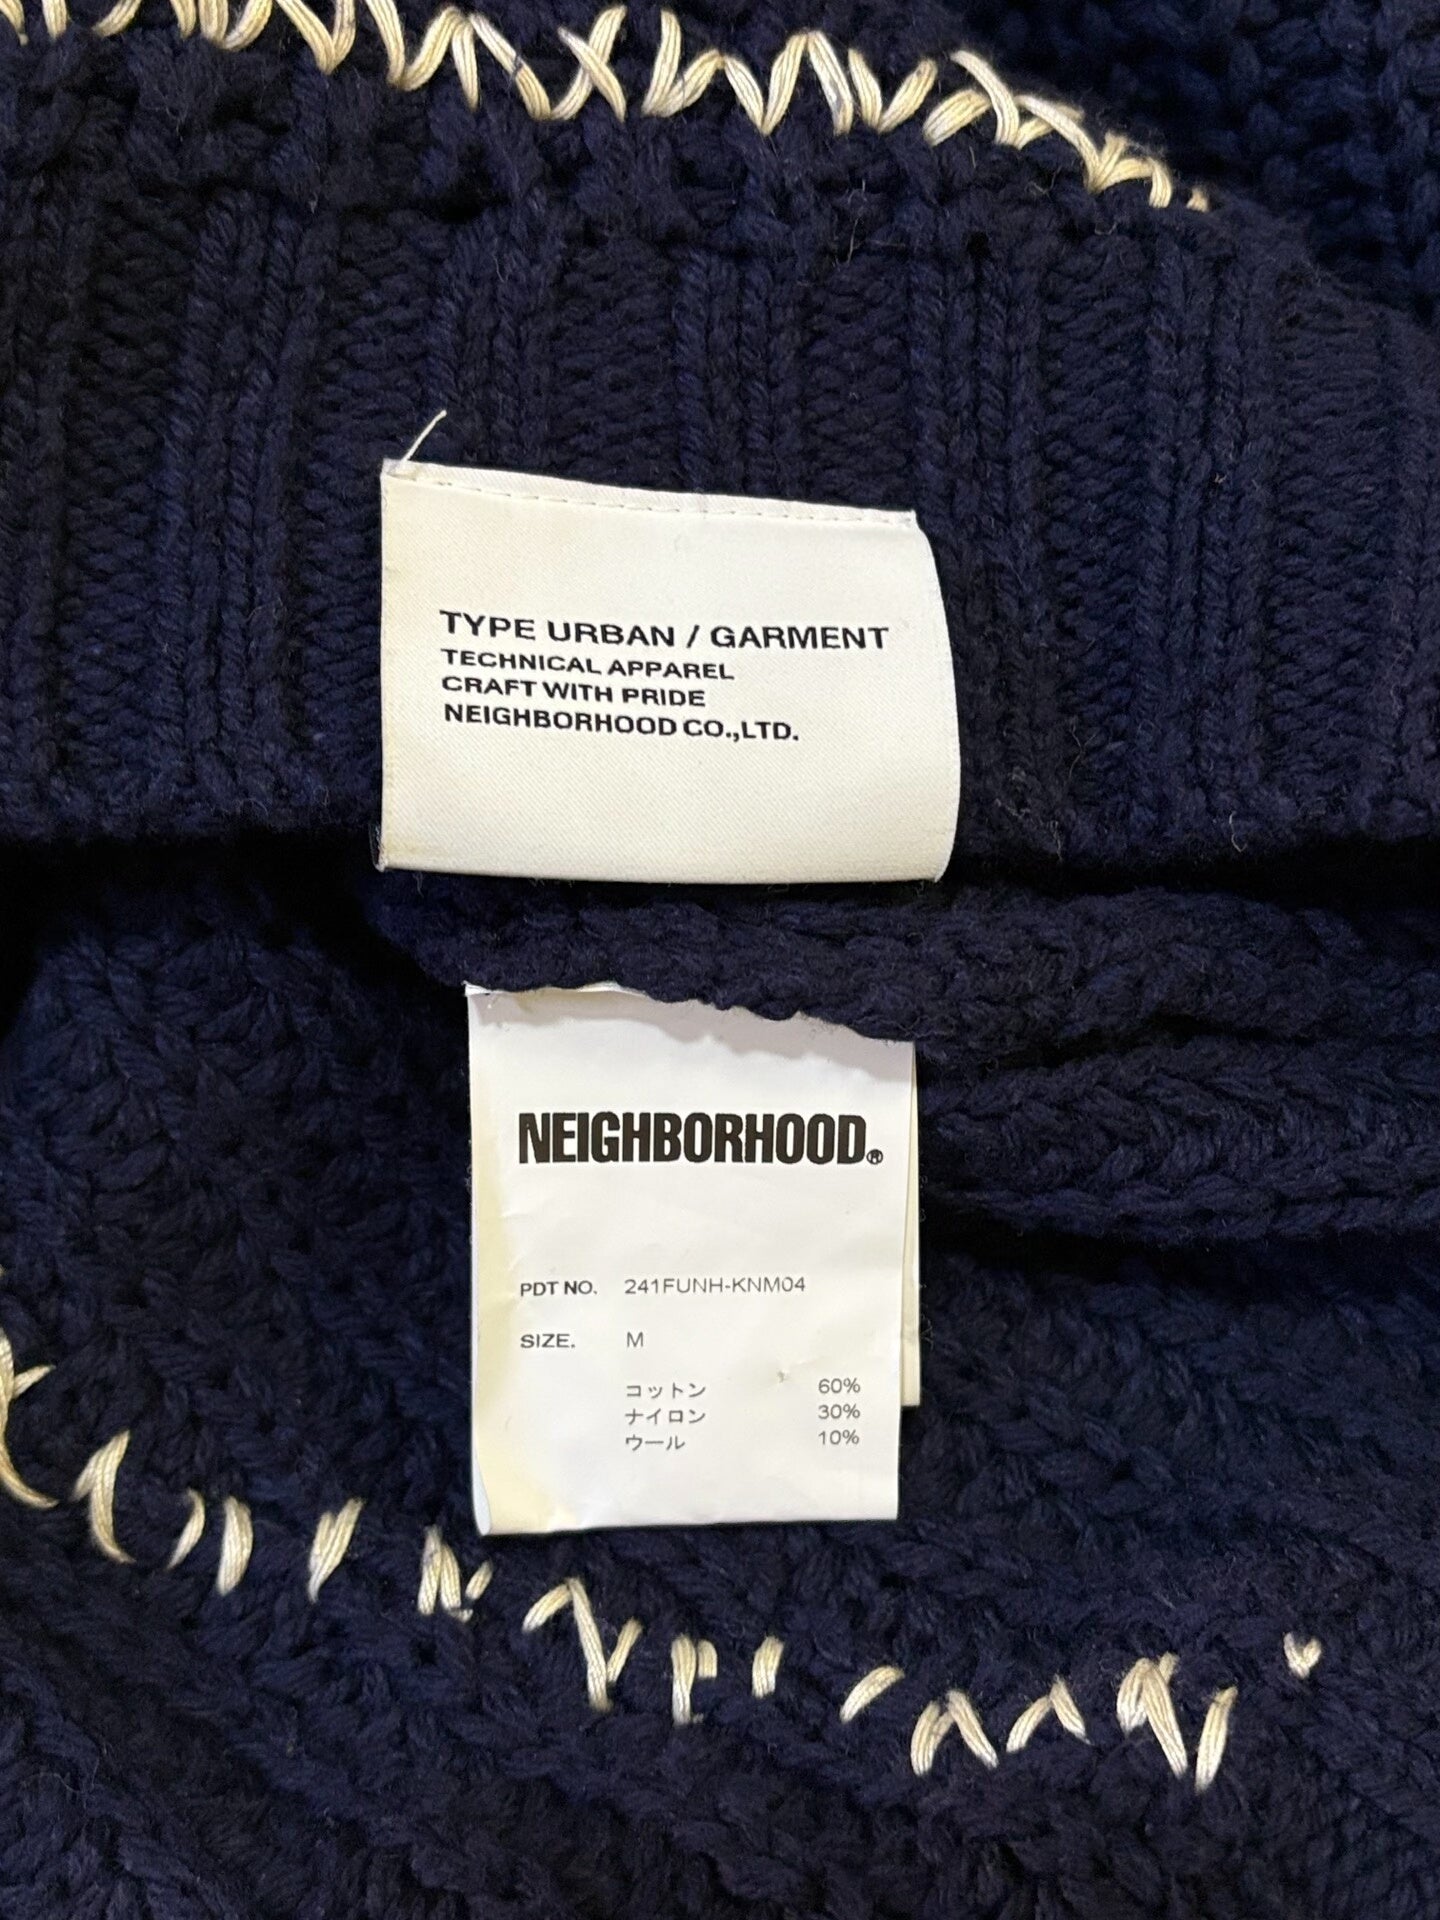 TYPE URBAN / GARMENT
TECHNICAL APPAREL
CRAFT WITH PRIDE
NEIGHBORHOOD CO.,LTD.
NEIGHBORHOOD®
PDT NO. 241FUNH-KNM04
SIZE. M
コットン 60%
ナイロン 30%
ウール 10%